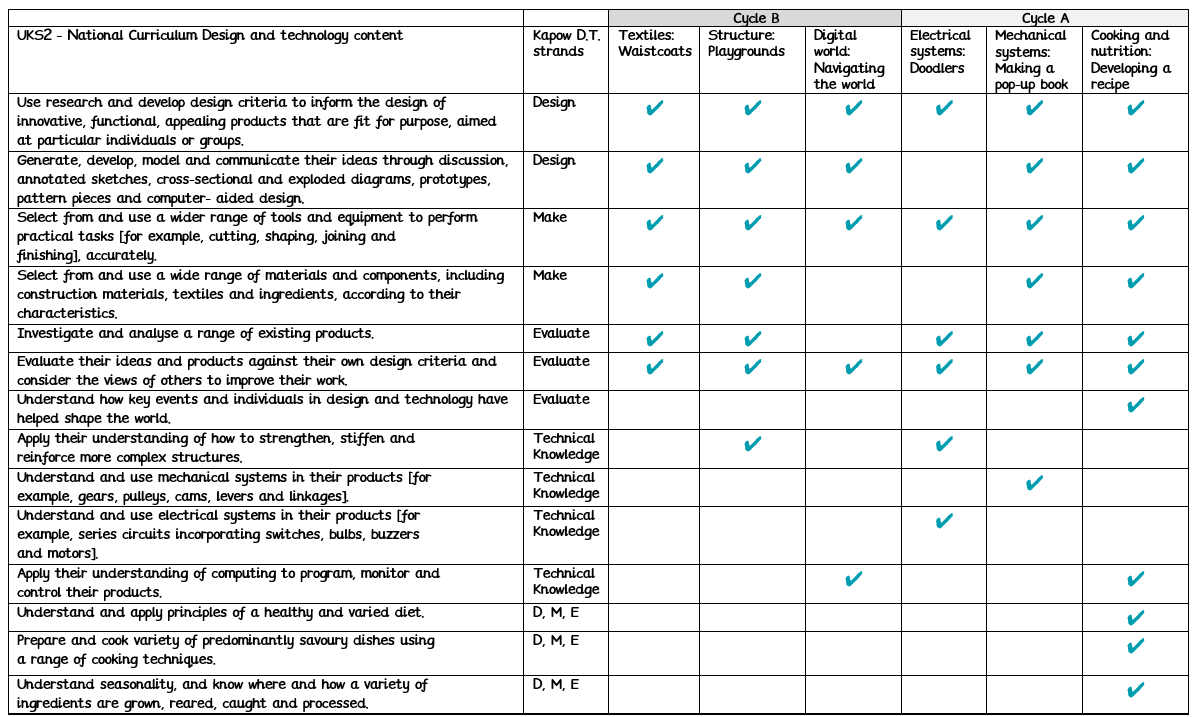 Cycle B
Cycle A
UKS2 - National Curriculum Design and technology content
Kapow D.T.
strands
Textiles:
Waistcoats
Structure:
Playgrounds
Digital
world:
Navigating
the world
Electrical
systems:
Doodlers
Mechanical
systems:
Making a
pop-up book
Cooking and
nutrition:
Developing a
recipe
Use research and develop design criteria to inform the design of
innovative, functional, appealing products that are fit for purpose, aimed
at particular individuals or groups.
Design
✔ ✔ ✔ ✔ ✔ ✔
Generate, develop, model and communicate their ideas through discussion,
annotated sketches, cross-sectional and exploded diagrams, prototypes,
pattern pieces and computer- aided design.
Design
✔ ✔ ✔ ✔ ✔
Select from and use a wider range of tools and equipment to perform
practical tasks [for example, cutting, shaping, joining and
finishing], accurately.
Make
✔ ✔ ✔ ✔ ✔ ✔
Select from and use a wide range of materials and components, including
construction materials, textiles and ingredients, according to their
characteristics.
Make
✔ ✔ ✔ ✔
Investigate and analyse a range of existing products.
Evaluate
✔ ✔ ✔ ✔ ✔
Evaluate their ideas and products against their own design criteria and
consider the views of others to improve their work.
Evaluate
✔ ✔ ✔ ✔ ✔ ✔
Understand how key events and individuals in design and technology have
helped shape the world.
Evaluate
✔
Apply their understanding of how to strengthen, stiffen and
reinforce more complex structures.
Technical
Knowledge
✔ ✔
Understand and use mechanical systems in their products [for
example, gears, pulleys, cams, levers and linkages].
Technical
Knowledge
✔
Understand and use electrical systems in their products [for
example, series circuits incorporating switches, bulbs, buzzers
and motors].
Technical
Knowledge
✔
Apply their understanding of computing to program, monitor and
control their products.
Technical
Knowledge
✔ ✔
Understand and apply principles of a healthy and varied diet.
D, M, E
✔
Prepare and cook variety of predominantly savoury dishes using
a range of cooking techniques.
D, M, E
✔
Understand seasonality, and know where and how a variety of
ingredients are grown, reared, caught and processed.
D, M, E
✔